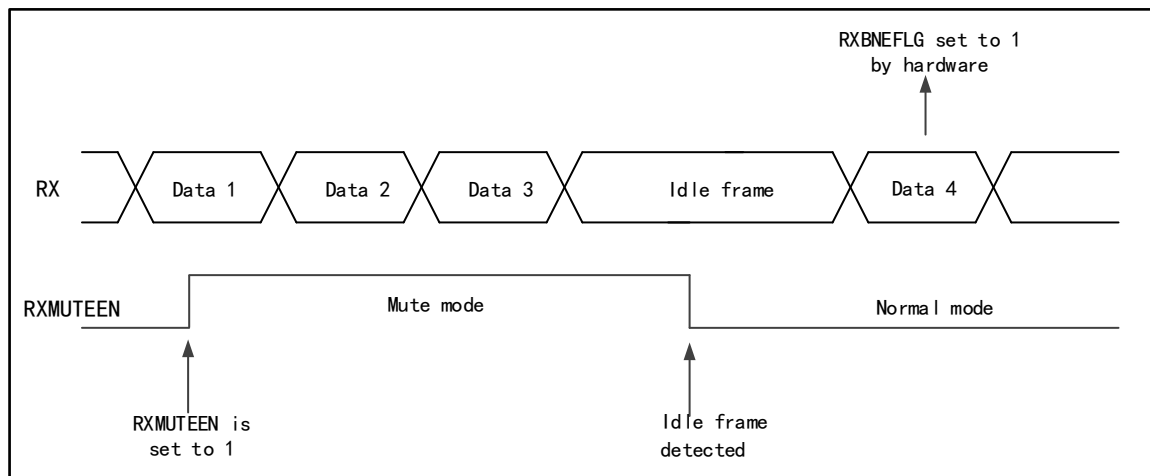 RXBNEFLG set to 1
by hardware
RX
Data 1
Data 2
Data 3
Idle frame
Data 4
RXMUTEEN
Mute mode
Normal mode
RXMUTEEN is
set to 1
Idle frame
detected